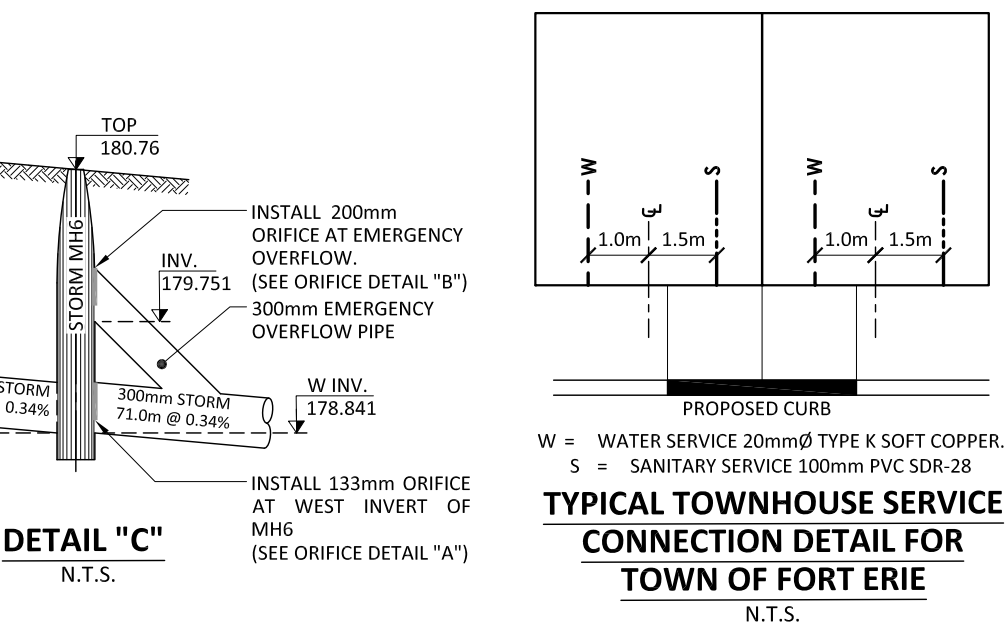 TOP
180.76
STORM MH6
INSTALL 200mm
ORIFICE AT EMERGENCY
OVERFLOW.
(SEE ORIFICE DETAIL "B")
INV.
179.751
300mm EMERGENCY
OVERFLOW PIPE
STORM
0.34%
300mm STORM
71.0m @ 0.34%
W INV.
178.841
INSTALL 133mm ORIFICE
AT WEST INVERT OF
MH6
(SEE ORIFICE DETAIL "A")
DETAIL "C"
N.T.S.
W
S
W
S
℄
℄
1.0m
1.5m
1.0m
1.5m
PROPOSED CURB
W = WATER SERVICE 20mmØ TYPE K SOFT COPPER.
S = SANITARY SERVICE 100mm PVC SDR-28
TYPICAL TOWNHOUSE SERVICE
CONNECTION DETAIL FOR
TOWN OF FORT ERIE
N.T.S.